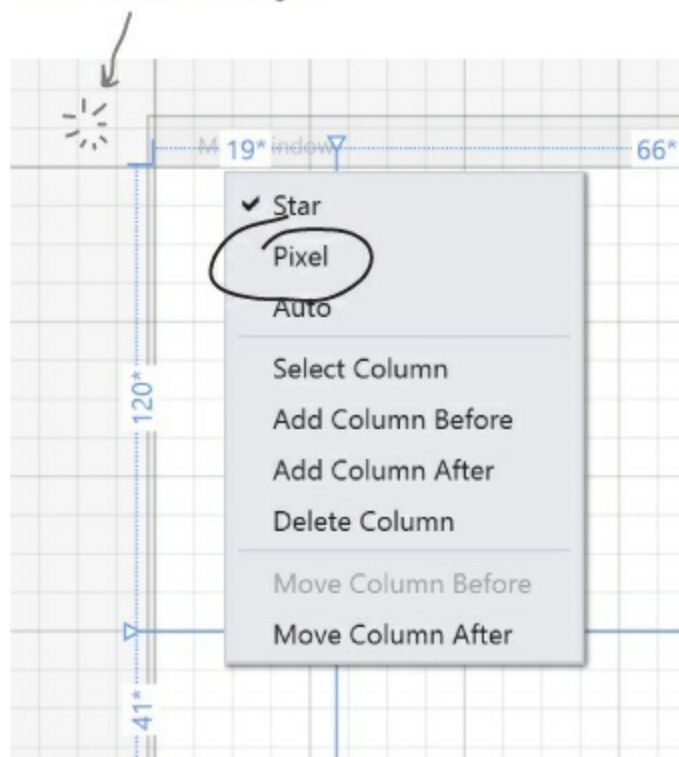 19*
66*
Star
Pixel
Auto
Select Column
Add Column Before
Add Column After
Delete Column
Move Column Before
Move Column After
120*
41*